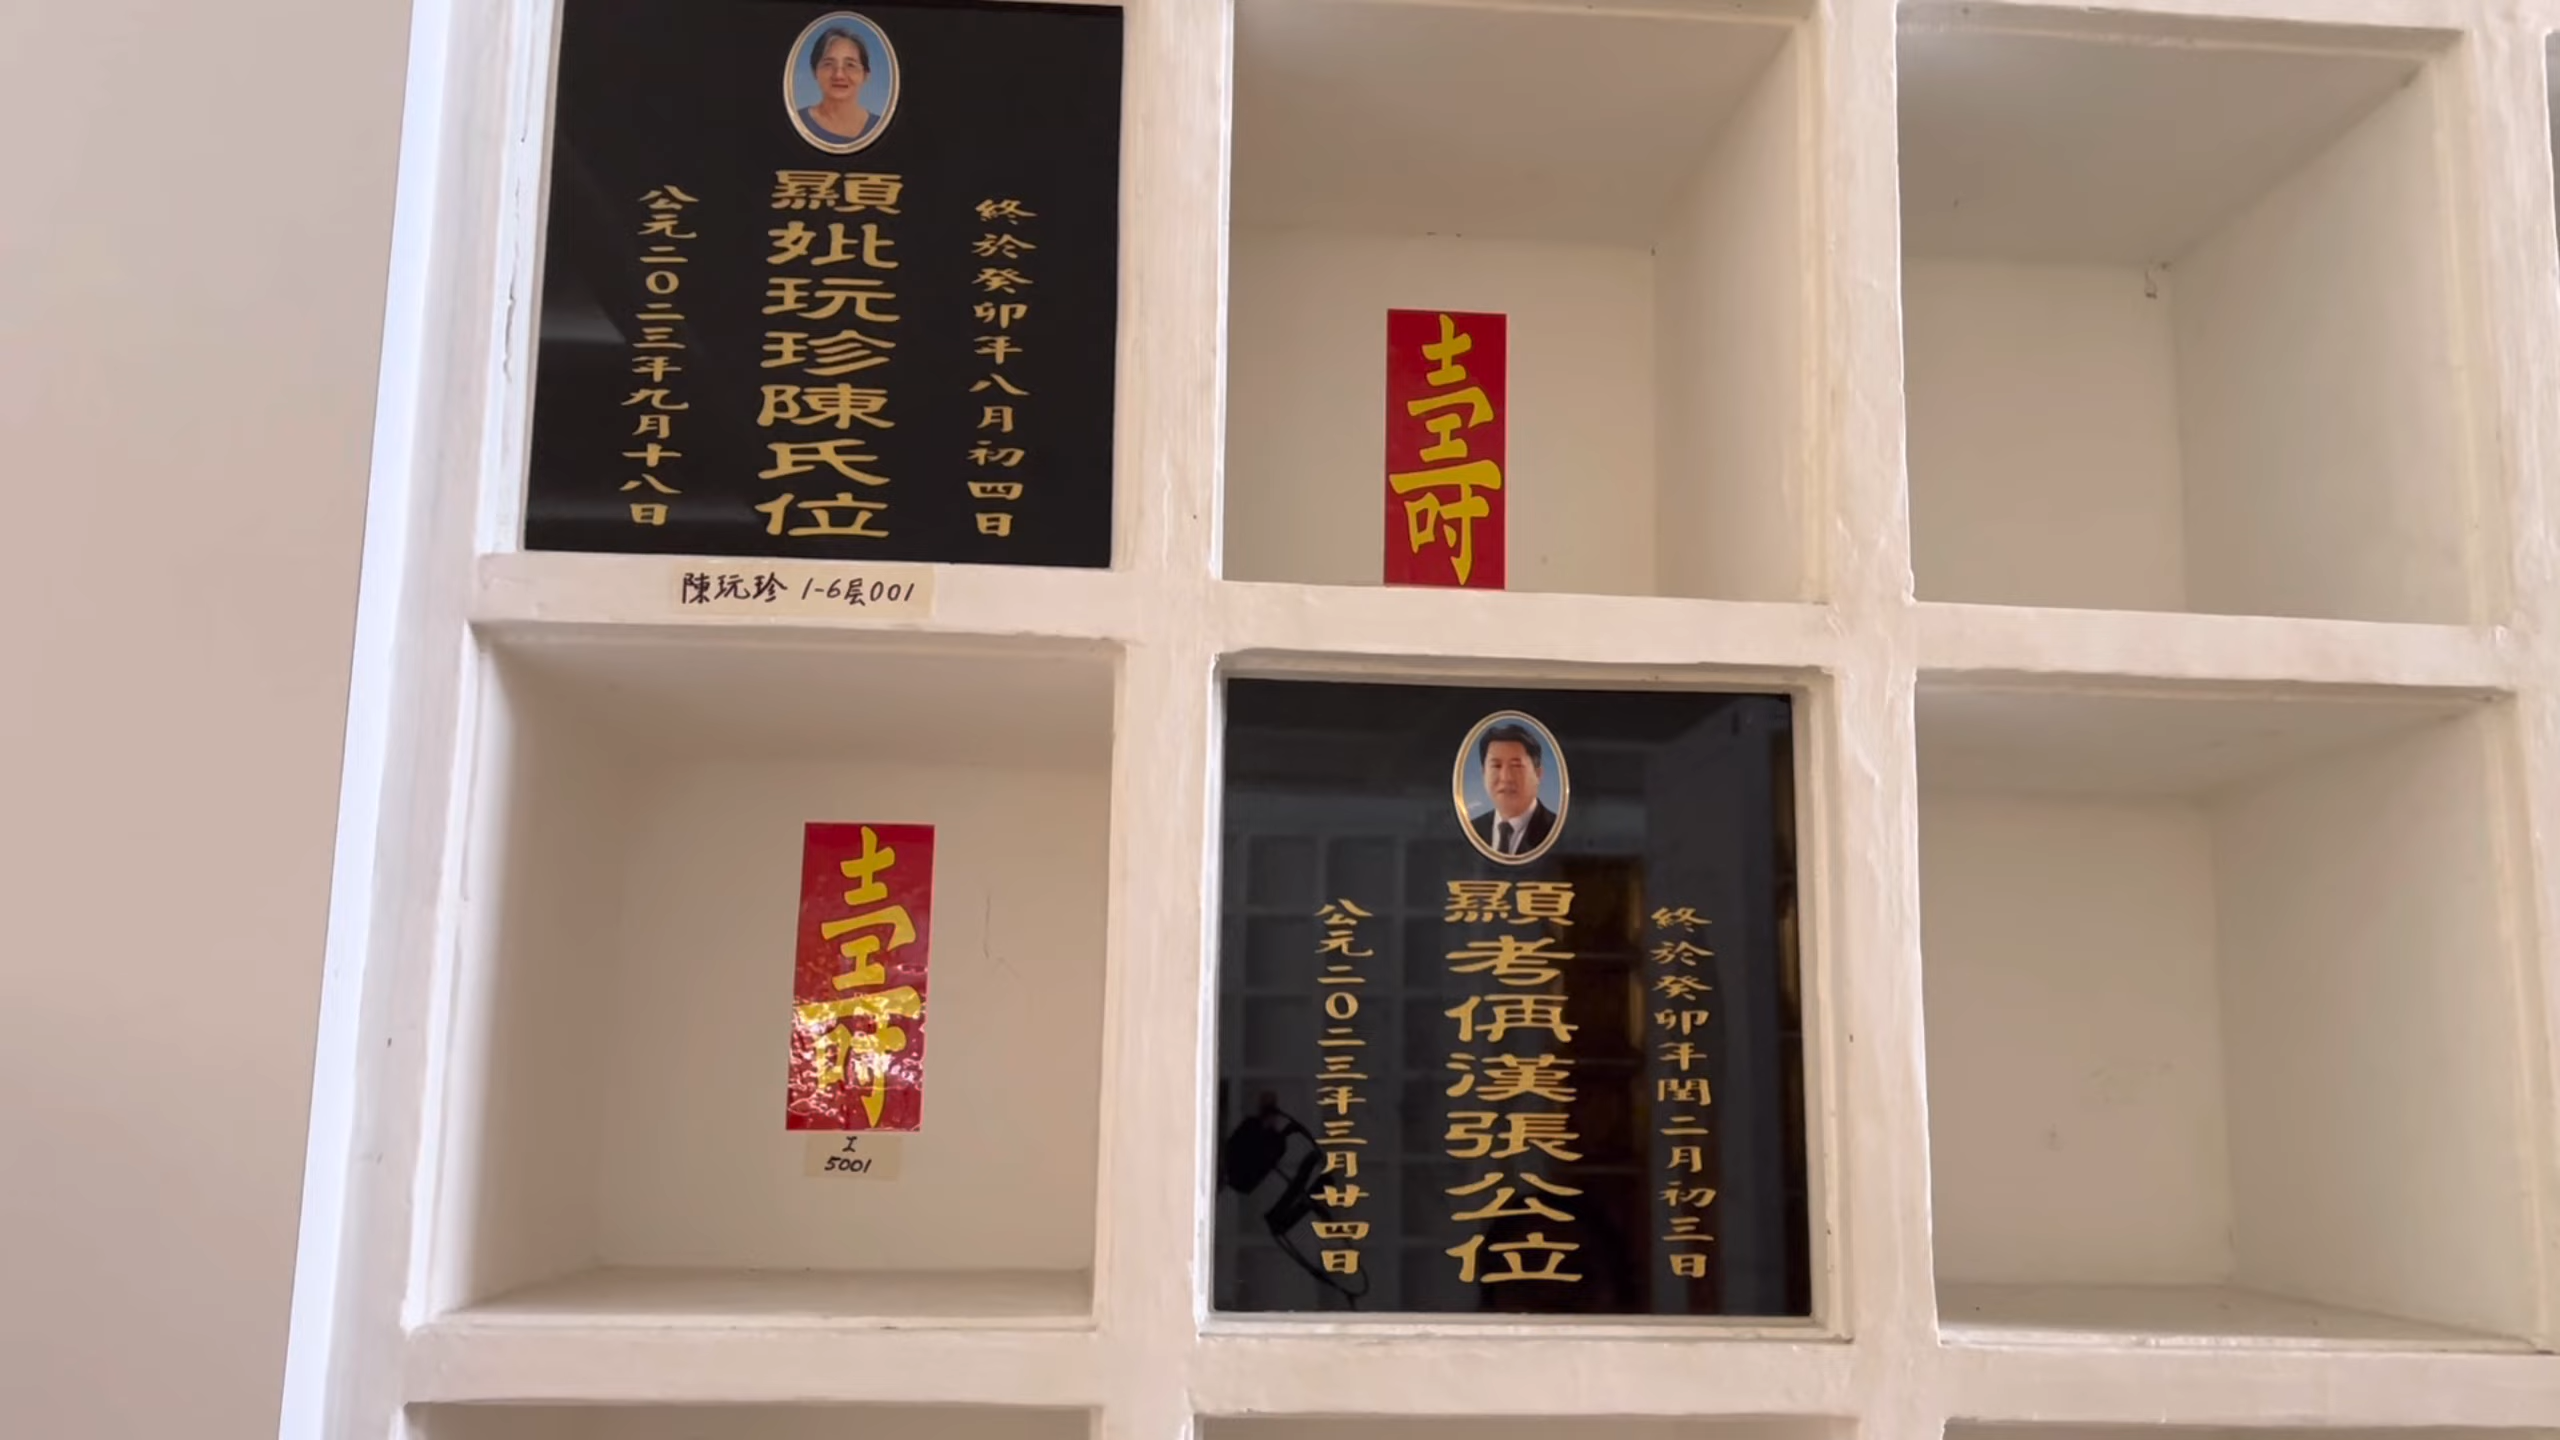 終於癸卯年八月初四日
顯妣玩珍陳氏位
公元二〇二三年九月十八日
陳玩珍 1-6层001
壽
壽
I
5001
終於癸卯年閏二月初三日
顯考侢漢張公位
公元二〇二三年三月廿四日